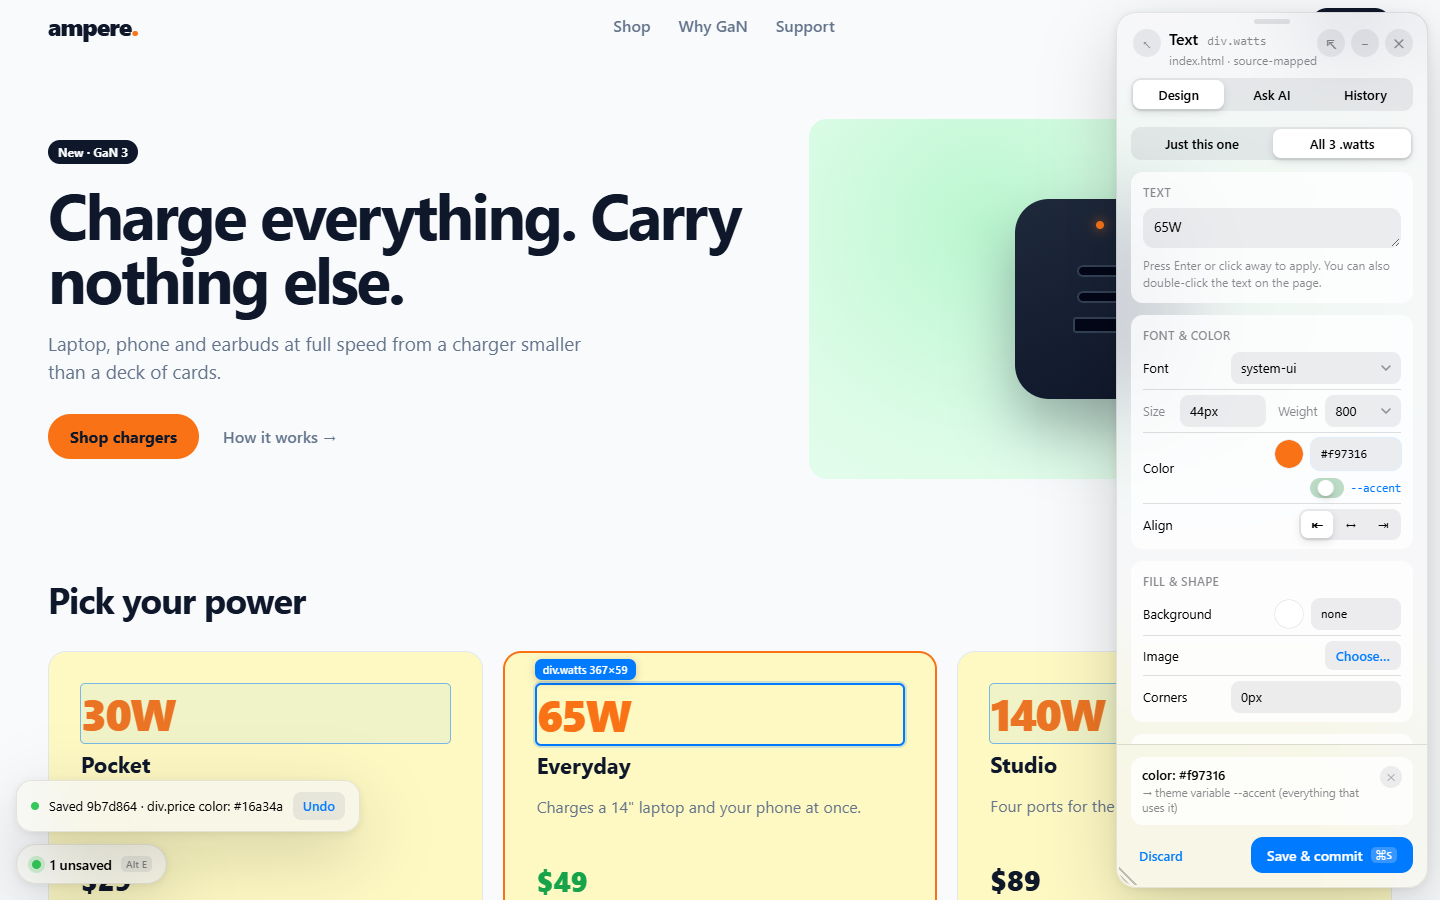 ampere.
Shop Why GaN Support
New · GaN 3
Charge everything. Carry
nothing else.
Laptop, phone and earbuds at full speed from a charger smaller
than a deck of cards.
Shop chargers How it works →
Pick your power
30W
Pocket
div.watts 367×59
65W
Everyday
Charges a 14" laptop and your phone at once.
$49
140W
Studio
Four ports for the
$89
Saved 9b7d864 · div.price color: #16a34a Undo
1 unsaved Alt E
Text div.watts
index.html · source-mapped
Design Ask AI History
Just this one All 3 .watts
TEXT
65W
Press Enter or click away to apply. You can also
double-click the text on the page.
FONT & COLOR
Font system-ui
Size 44px Weight 800
Color #f97316
--accent
Align
FILL & SHAPE
Background none
Image Choose...
Corners 0px
color: #f97316
→ theme variable --accent (everything that
uses it)
Discard Save & commit ⌘S